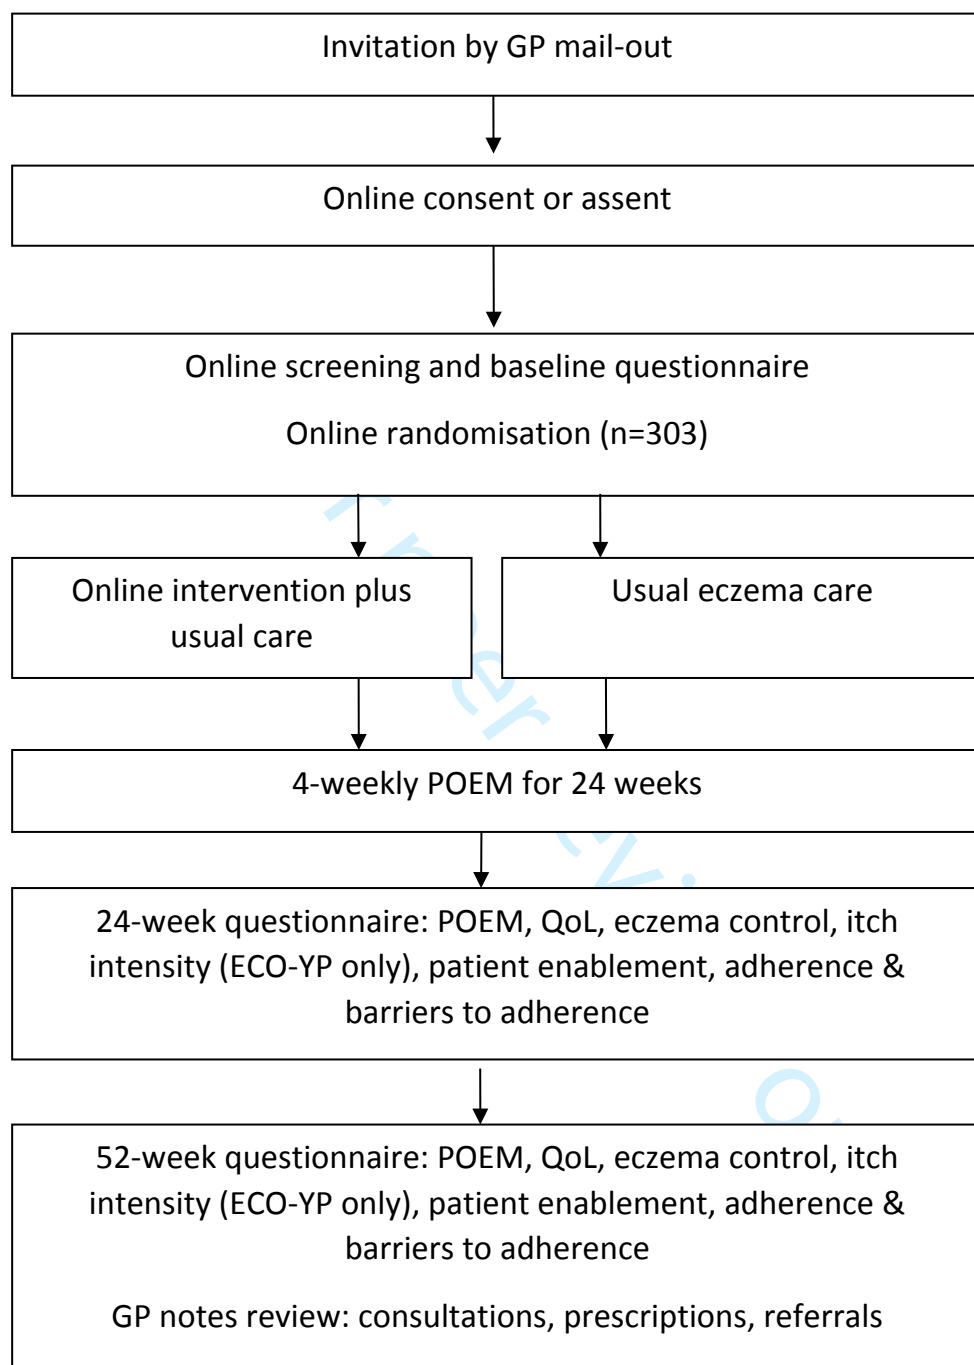 Invitation by GP mail-out
Online consent or assent
Online screening and baseline questionnaire
Online randomisation (n=303)
Online intervention plus
usual care
Usual eczema care
4-weekly POEM for 24 weeks
24-week questionnaire: POEM, QoL, eczema control, itch
intensity (ECO-YP only), patient enablement, adherence &
barriers to adherence
52-week questionnaire: POEM, QoL, eczema control, itch
intensity (ECO-YP only), patient enablement, adherence &
barriers to adherence
GP notes review: consultations, prescriptions, referrals